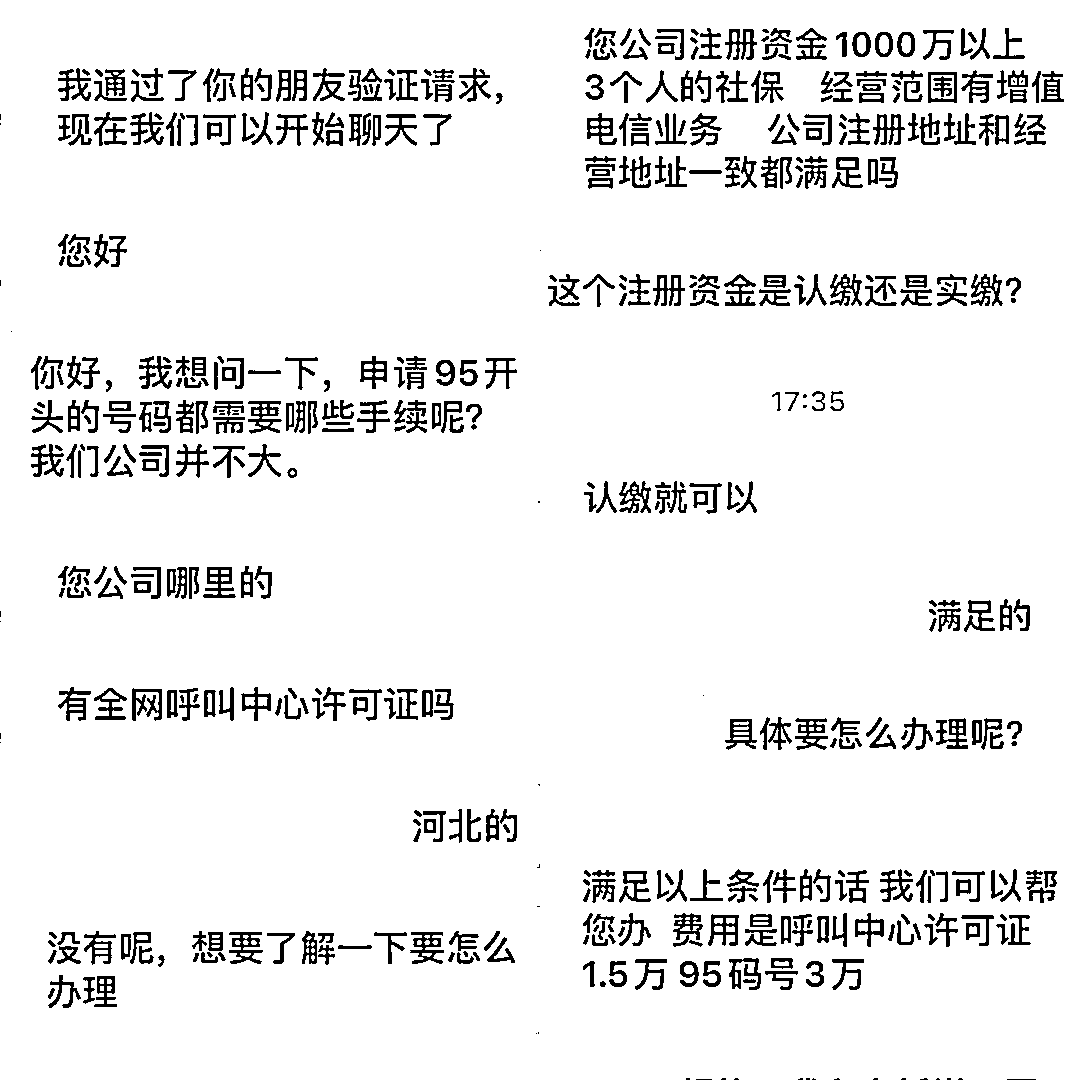 我通过了你的朋友验证请求，
现在我们可以开始聊天了
您好
你好，我想问一下，申请95开
头的号码都需要哪些手续呢？
我们公司并不大。
您公司哪里的
有全网呼叫中心许可证吗
河北的
没有呢，想要了解一下要怎么
办理
您公司注册资金1000万以上
3个人的社保 经营范围有增值
电信业务 公司注册地址和经
营地址一致都满足吗
这个注册资金是认缴还是实缴？
17:35
认缴就可以
满足的
具体要怎么办理呢？
满足以上条件的话 我们可以帮
您办 费用是呼叫中心许可证
1.5万 95码号3万